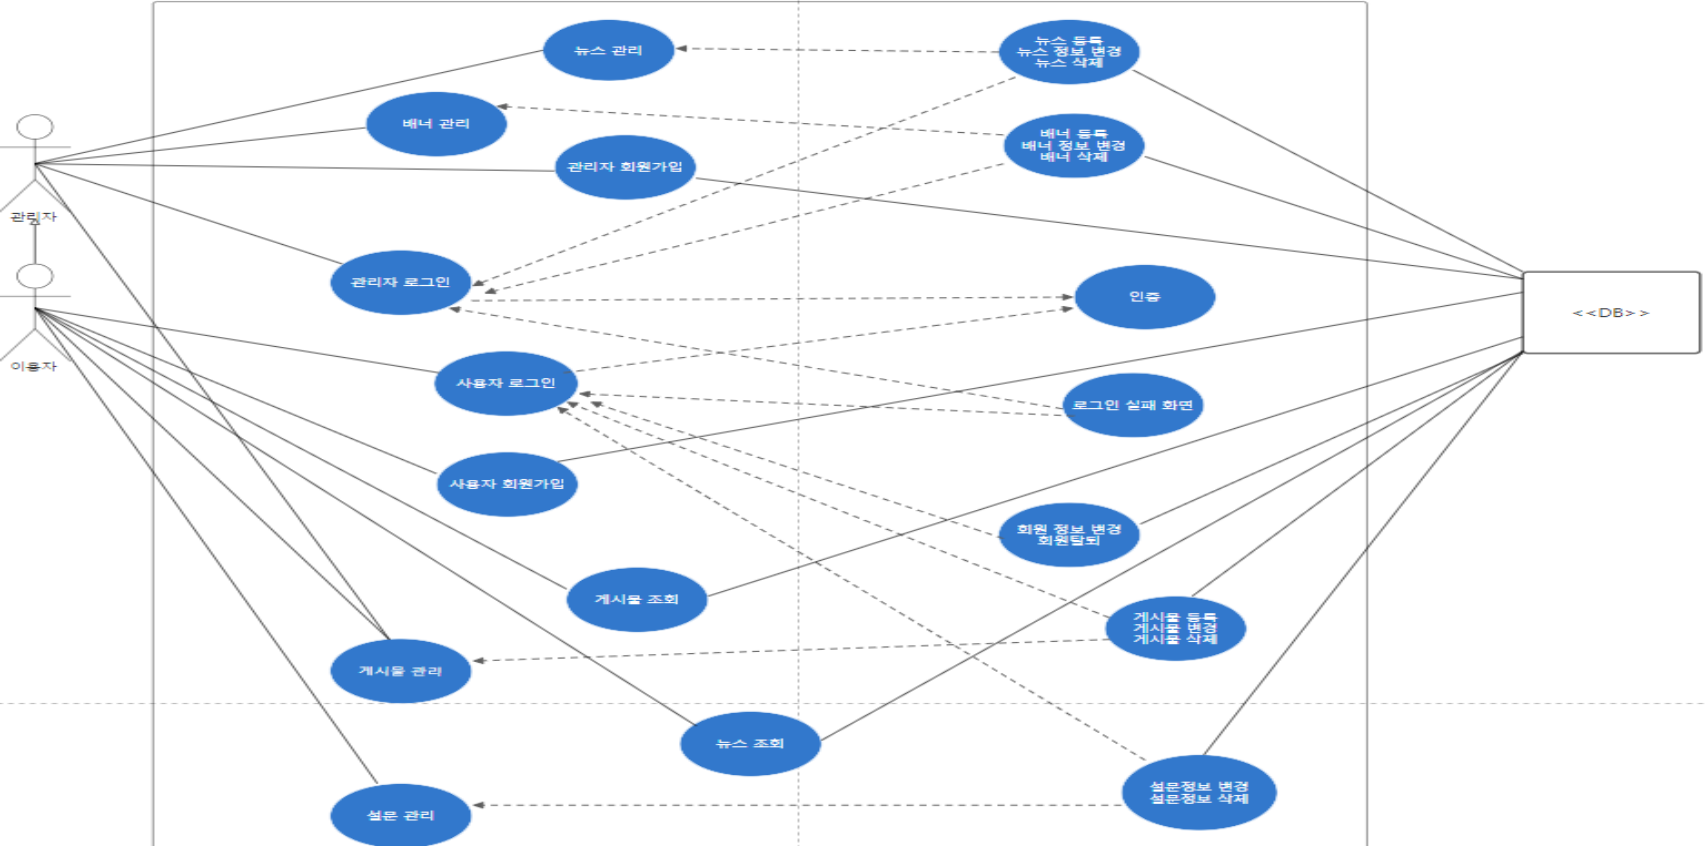 뉴스 관리
뉴스 등록
뉴스 정보 변경
뉴스 삭제
배너 관리
배너 등록
배너 정보 변경
배너 삭제
관리자 회원가입
관리자
관리자 로그인
인증
<<DB>>
이용자
사용자 로그인
로그인 실패 화면
사용자 회원가입
회원 정보 변경
회원탈퇴
게시물 조회
게시물 등록
게시물 변경
게시물 삭제
게시물 관리
뉴스 조회
설문정보 변경
설문정보 삭제
설문 관리